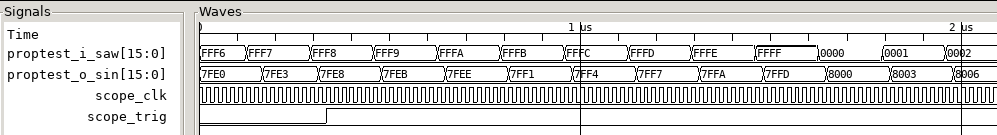 Signals Waves
Time 0 1 us 2 us
proptest_i_saw[15:0] FFF6 FFF7 FFF8 FFF9 FFFA FFFB FFFC FFFD FFFE FFFF 0000 0001 0002
proptest_o_sin[15:0] 7FE0 7FE3 7FE8 7FEB 7FEE 7FF1 7FF4 7FF7 7FFA 7FFD 8000 8003 8006
scope_clk
scope_trig